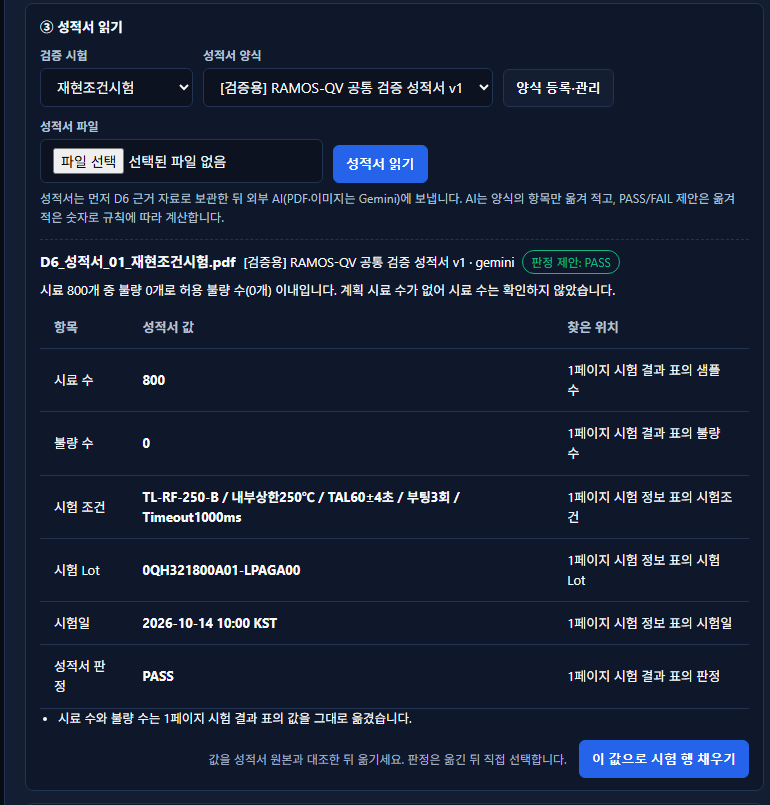 ③ 성적서 읽기
검증 시험 성적서 양식
재현조건시험 [검증용] RAMOS-QV 공통 검증 성적서 v1 양식 등록·관리
성적서 파일
파일 선택 선택된 파일 없음 성적서 읽기
성적서는 먼저 D6 근거 자료로 보관한 뒤 외부 AI(PDF·이미지는 Gemini)에 보냅니다. AI는 양식의 항목만 옮겨 적고, PASS/FAIL 제안은 옮겨
적은 숫자로 규칙에 따라 계산합니다.
D6_성적서_01_재현조건시험.pdf [검증용] RAMOS-QV 공통 검증 성적서 v1 · gemini 판정 제안: PASS
시료 800개 중 불량 0개로 허용 불량 수(0개) 이내입니다. 계획 시료 수가 없어 시료 수는 확인하지 않았습니다.
항목 성적서 값 찾은 위치
시료 수 800 1페이지 시험 결과 표의 샘플
수
불량 수 0 1페이지 시험 결과 표의 불량
수
시험 조건 TL-RF-250-B / 내부상한250℃ / TAL60±4초 / 부팅3회 / 1페이지 시험 정보 표의 시험조
Timeout1000ms 건
시험 Lot 0QH321800A01-LPAGA00 1페이지 시험 정보 표의 시험
Lot
시험일 2026-10-14 10:00 KST 1페이지 시험 정보 표의 시험일
성적서 판
정 PASS 1페이지 시험 결과 표의 판정
• 시료 수와 불량 수는 1페이지 시험 결과 표의 값을 그대로 옮겼습니다.
값을 성적서 원본과 대조한 뒤 옮기세요. 판정은 옮긴 뒤 직접 선택합니다. 이 값으로 시험 행 채우기